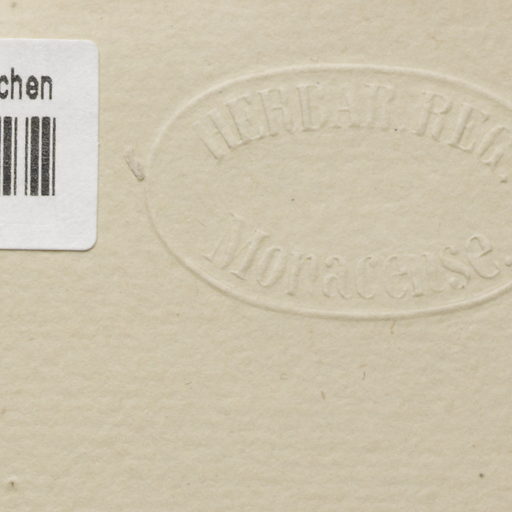 chen
HERBAR. REG.
Monacense.